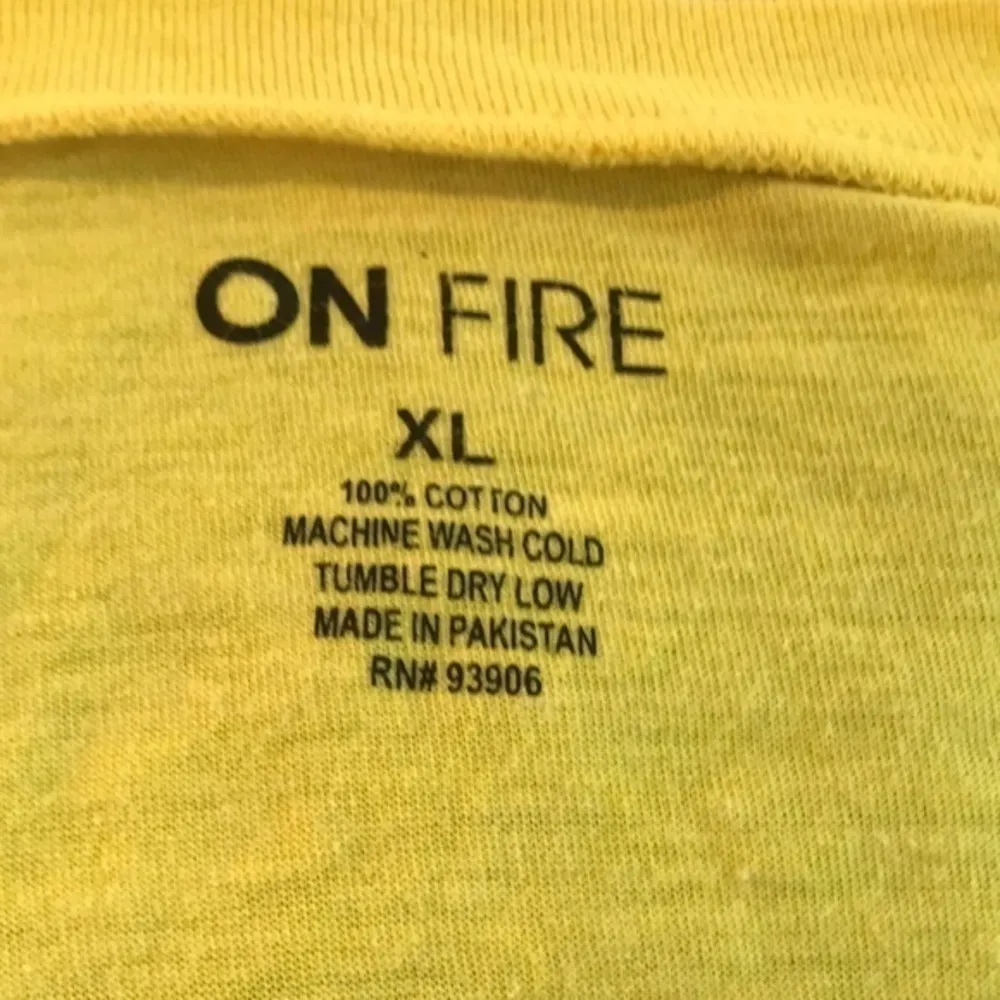 ON FIRE
XL
100% COTTON
MACHINE WASH COLD
TUMBLE DRY LOW
MADE IN PAKISTAN
RN# 93906